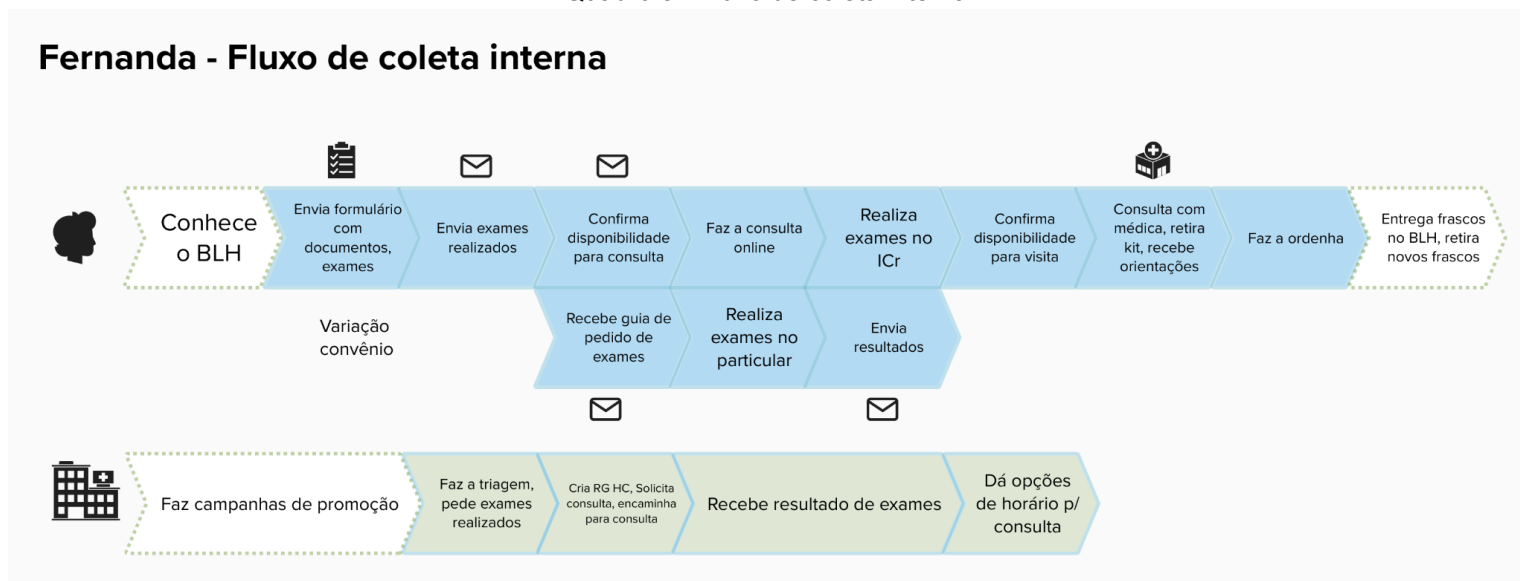 Fernanda - Fluxo de coleta interna
Conhece
o BLH
Envia formulário
com
documentos,
exames
Envia exames
realizados
Confirma
disponibilidade
para consulta
Faz a consulta
online
Realiza
exames no
ICr
Confirma
disponibilidade
para visita
Consulta com
médica, retira
kit, recebe
orientações
Faz a ordenha
Entrega frascos
no BLH, retira
novos frascos
Variação
convênio
Recebe guia de
pedido de
exames
Realiza
exames no
particular
Envia
resultados
Faz campanhas de promoção
Faz a triagem,
pede exames
realizados
Cria RG HC, Solicita
consulta, encaminha
para consulta
Recebe resultado de exames
Dá opções
de horário p/
consulta